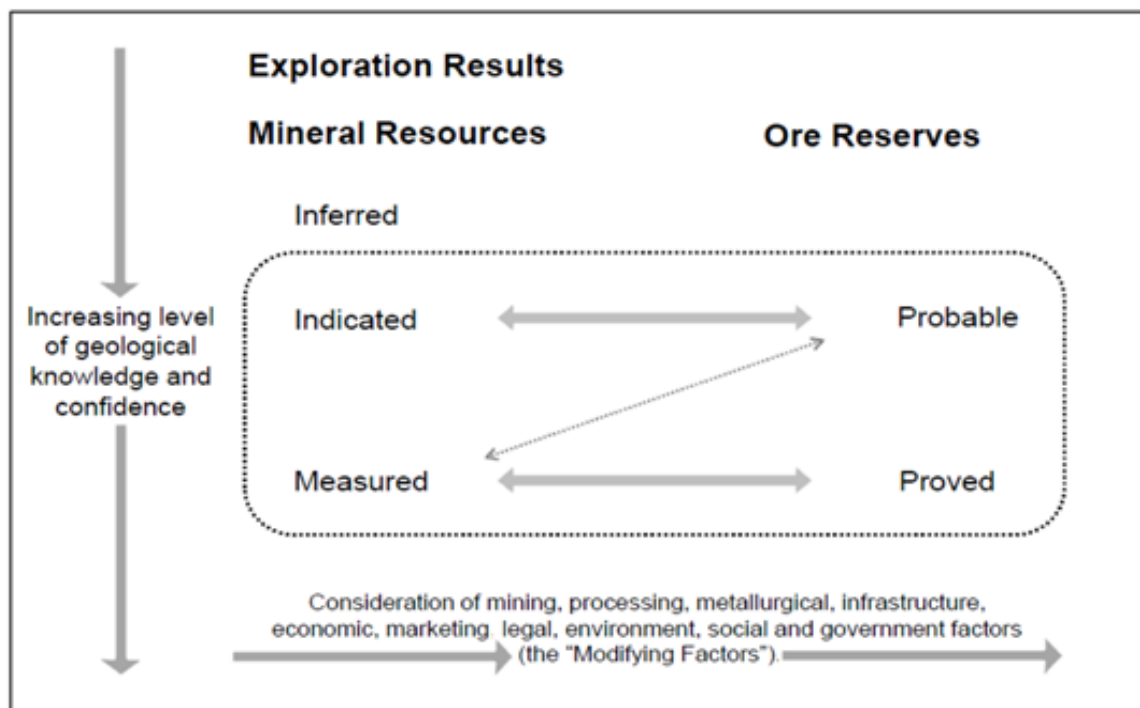 Exploration Results
Mineral Resources
Ore Reserves
Inferred
Increasing level
of geological
knowledge and
confidence
Indicated
Probable
Measured
Proved
Consideration of mining, processing, metallurgical, infrastructure,
economic, marketing, legal, environment, social and government factors
(the "Modifying Factors").